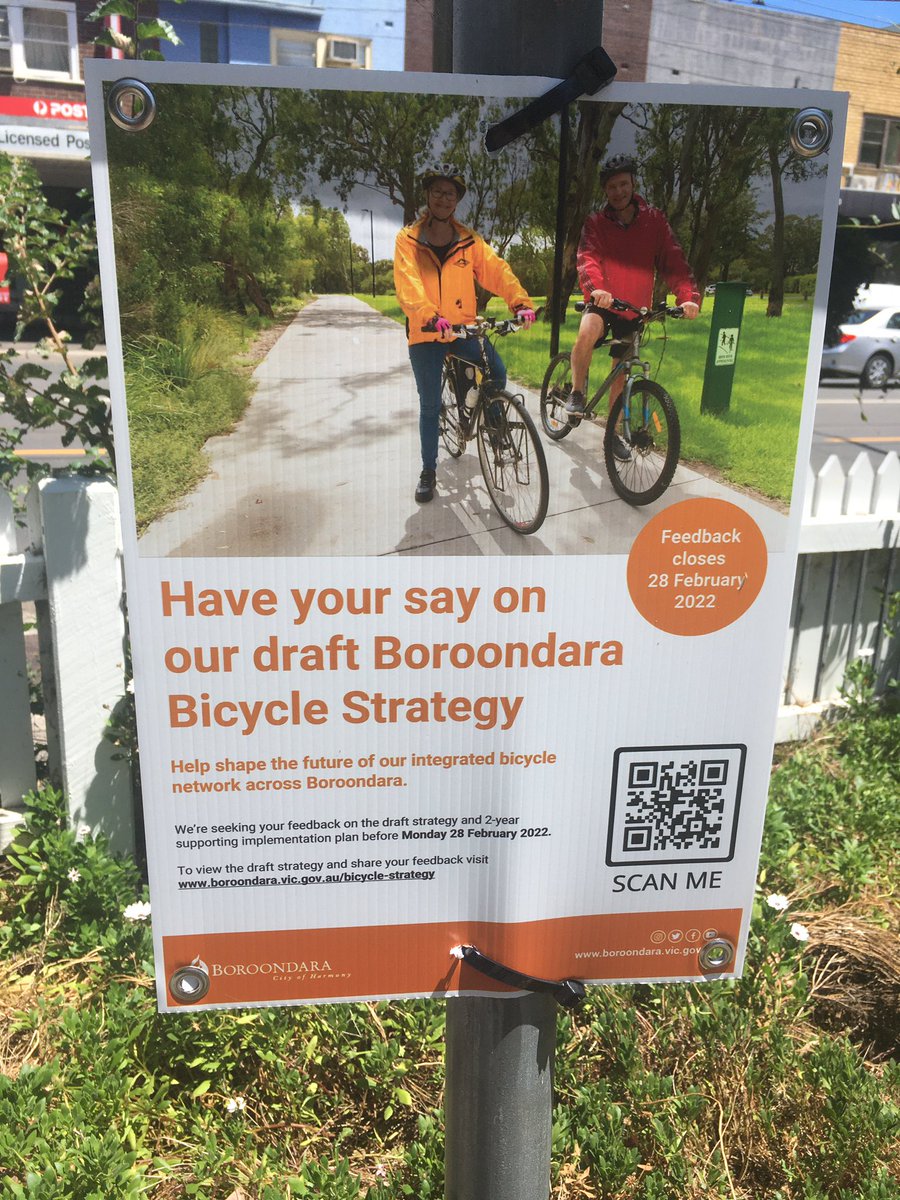 POST
Licensed Pos
Feedback
closes
28 February
2022
Have your say on
our draft Boroondara
Bicycle Strategy
Help shape the future of our integrated bicycle
network across Boroondara.
We're seeking your feedback on the draft strategy and 2-year
supporting implementation plan before Monday 28 February 2022.
To view the draft strategy and share your feedback visit
www.boroondara.vic.gov.au/bicycle-strategy
SCAN ME
BOROONDARA
City of Harmony
www.boroondara.vic.gov